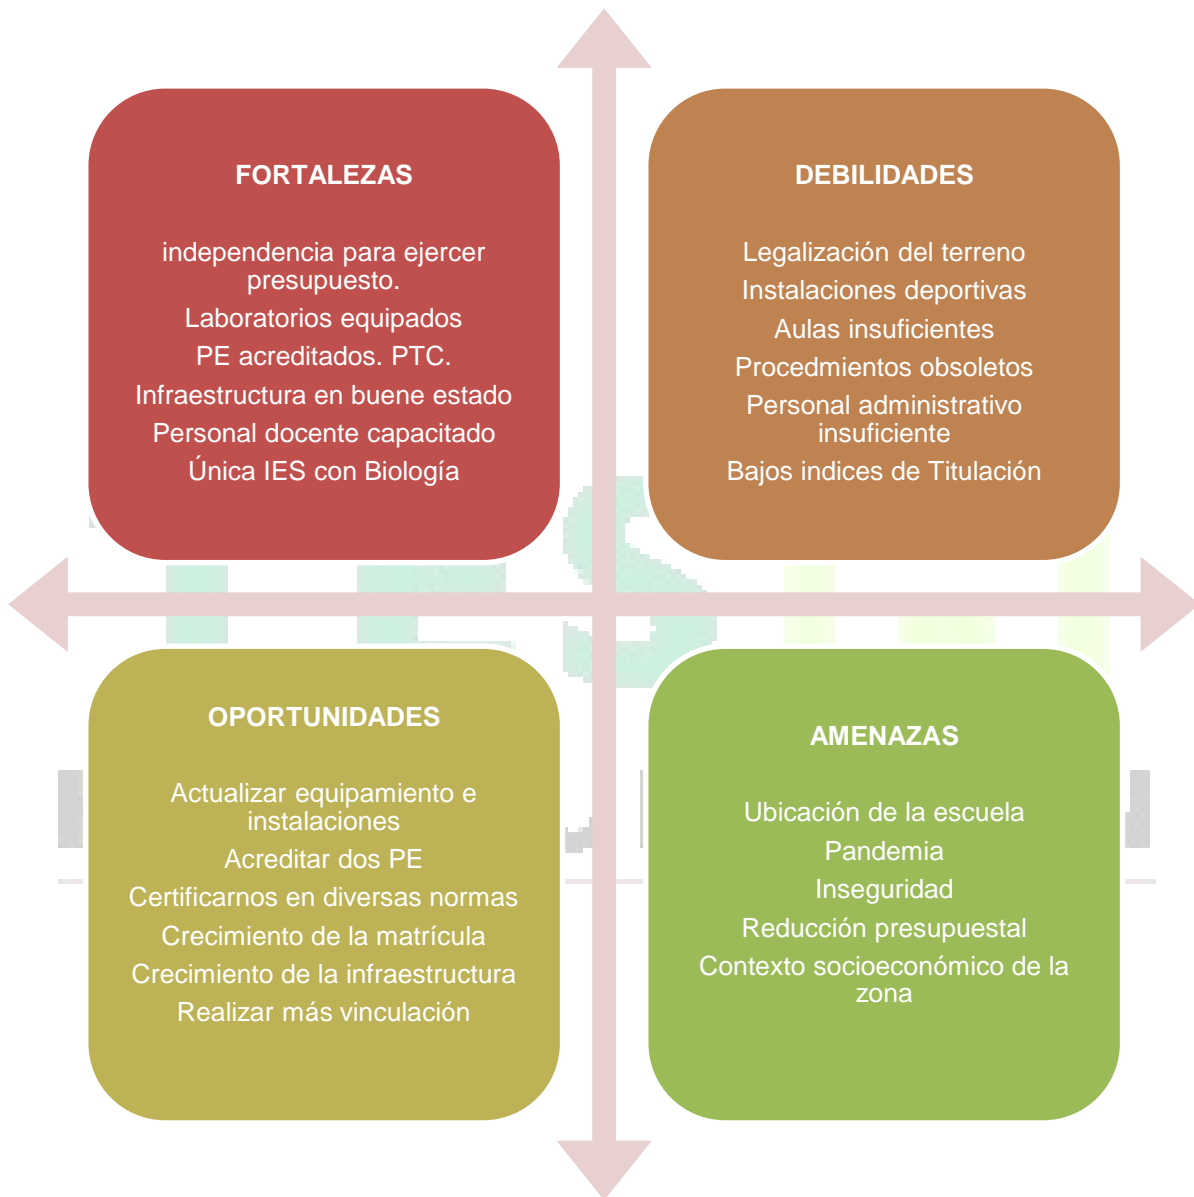 FORTALEZAS
independencia para ejercer
presupuesto.
Laboratorios equipados
PE acreditados. PTC.
Infraestructura en buene estado
Personal docente capacitado
Única IES con Biología
DEBILIDADES
Legalización del terreno
Instalaciones deportivas
Aulas insuficientes
Procedmientos obsoletos
Personal administrativo
insuficiente
Bajos indices de Titulación
OPORTUNIDADES
Actualizar equipamiento e
instalaciones
Acreditar dos PE
Certificarnos en diversas normas
Crecimiento de la matrícula
Crecimiento de la infraestructura
Realizar más vinculación
AMENAZAS
Ubicación de la escuela
Pandemia
Inseguridad
Reducción presupuestal
Contexto socioeconómico de la
zona